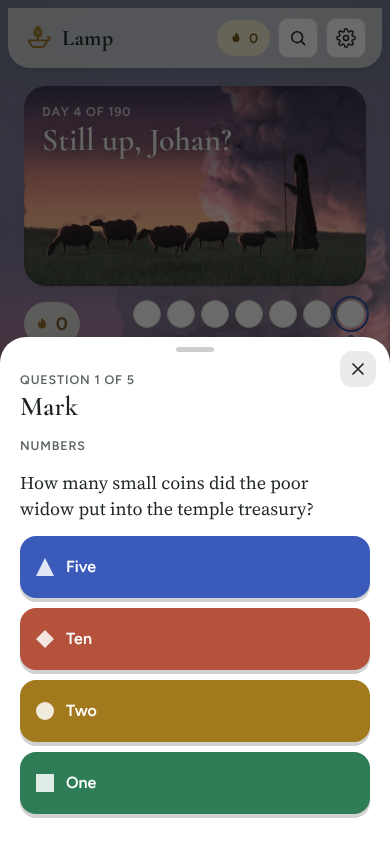 Lamp
0
DAY 4 OF 190
Still up, Johan?
0
QUESTION 1 OF 5
Mark
NUMBERS
How many small coins did the poor
widow put into the temple treasury?
Five
Ten
Two
One